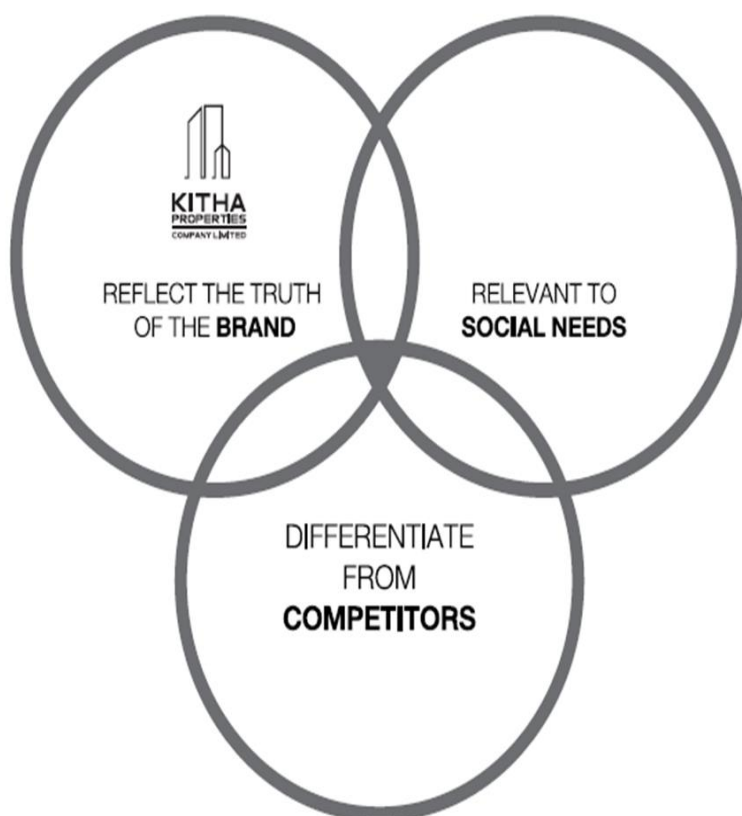 KITHA
PROPERTIES
COMPANY LIMITED
REFLECT THE TRUTH
OF THE BRAND
RELEVANT TO
SOCIAL NEEDS
DIFFERENTIATE
FROM
COMPETITORS